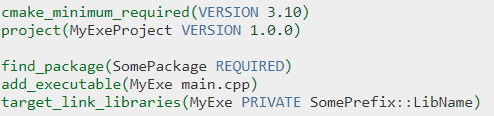 cmake_minimum_required(VERSION 3.10)
project(MyExeProject VERSION 1.0.0)
find_package(SomePackage REQUIRED)
add_executable(MyExe main.cpp)
target_link_libraries(MyExe PRIVATE SomePrefix::LibName)